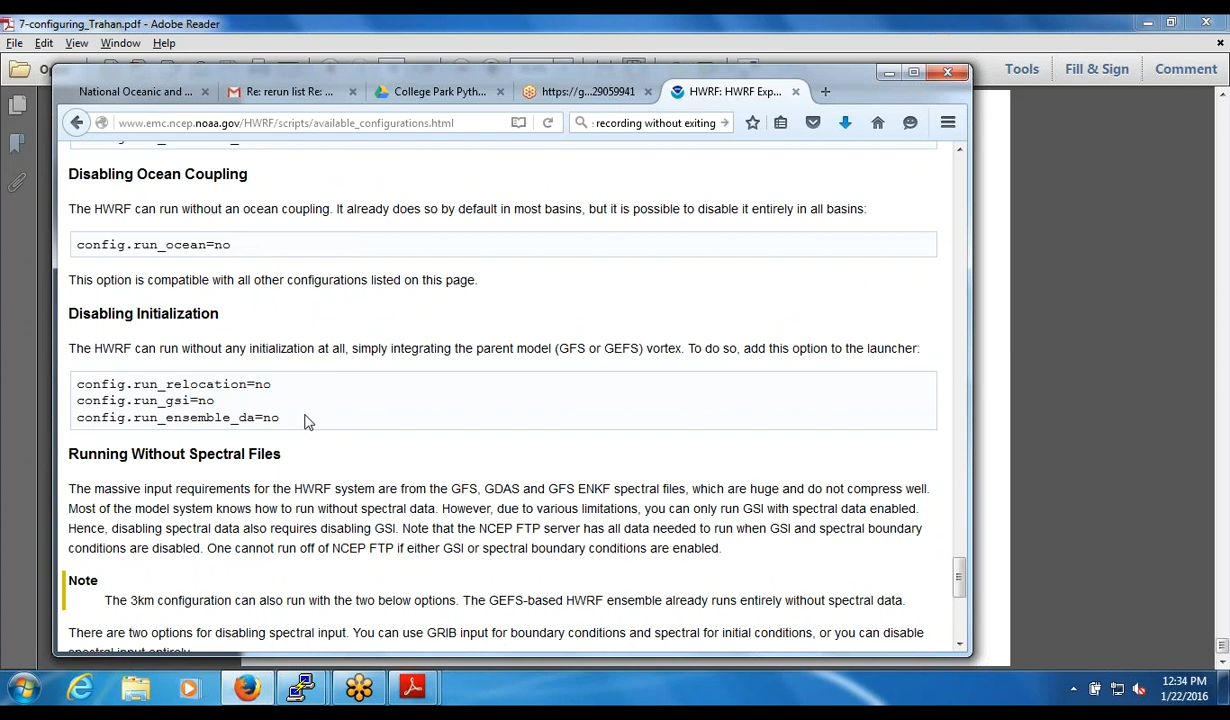 7-configuring_Trahan.pdf - Adobe Reader
File Edit View Window Help
Tools Fill & Sign Comment
National Oceanic and ... × Re: rerun list Re: ... × College Park Pyth... × https://g...29059941 × HWRF: HWRF Exp... × +
www.emc.ncep.noaa.gov/HWRF/scripts/available_configurations.html
: recording without exiting
Disabling Ocean Coupling
The HWRF can run without an ocean coupling. It already does so by default in most basins, but it is possible to disable it entirely in all basins:
config.run_ocean=no
This option is compatible with all other configurations listed on this page.
Disabling Initialization
The HWRF can run without any initialization at all, simply integrating the parent model (GFS or GEFS) vortex. To do so, add this option to the launcher:
config.run_relocation=no
config.run_gsi=no
config.run_ensemble_da=no
Running Without Spectral Files
The massive input requirements for the HWRF system are from the GFS, GDAS and GFS ENKF spectral files, which are huge and do not compress well.
Most of the model system knows how to run without spectral data. However, due to various limitations, you can only run GSI with spectral data enabled.
Hence, disabling spectral data also requires disabling GSI. Note that the NCEP FTP server has all data needed to run when GSI and spectral boundary
conditions are disabled. One cannot run off of NCEP FTP if either GSI or spectral boundary conditions are enabled.
Note
The 3km configuration can also run with the two below options. The GEFS-based HWRF ensemble already runs entirely without spectral data.
There are two options for disabling spectral input. You can use GRIB input for boundary conditions and spectral for initial conditions, or you can disable
spectral input entirely.
12:34 PM
1/22/2016